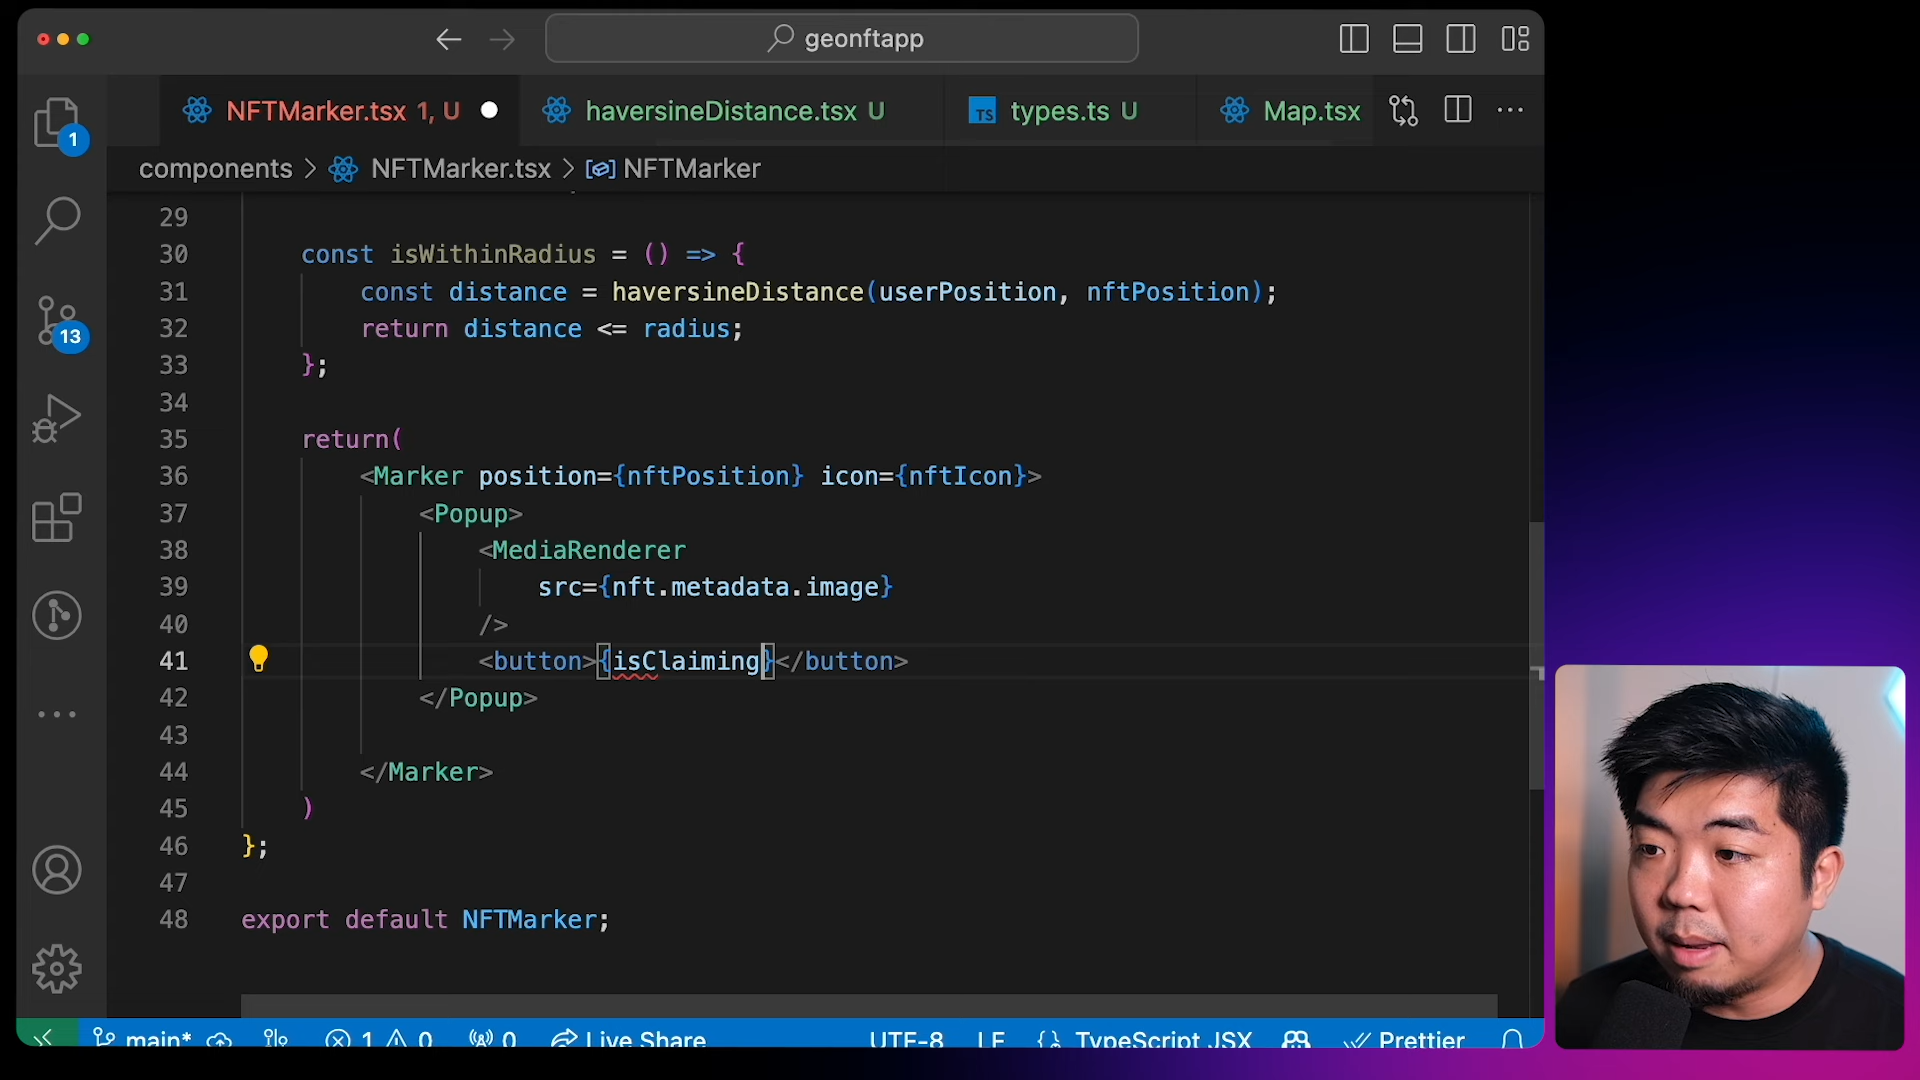 geonftapp
NFTMarker.tsx 1, U
haversineDistance.tsx U
TS types.ts U
Map.tsx
components > NFTMarker.tsx > NFTMarker
1
13
29
30 const isWithinRadius = () => {
31 const distance = haversineDistance(userPosition, nftPosition);
32 return distance <= radius;
33 };
34
35 return(
36 <Marker position={nftPosition} icon={nftIcon}>
37 <Popup>
38 <MediaRenderer
39 src={nft.metadata.image}
40 />
41 <button>{isClaiming}</button>
42 </Popup>
43
44 </Marker>
45 )
46 };
47
48 export default NFTMarker;
main* 1 0 0 Live Share UTF-8 LF {} TypeScript JSX Prettier